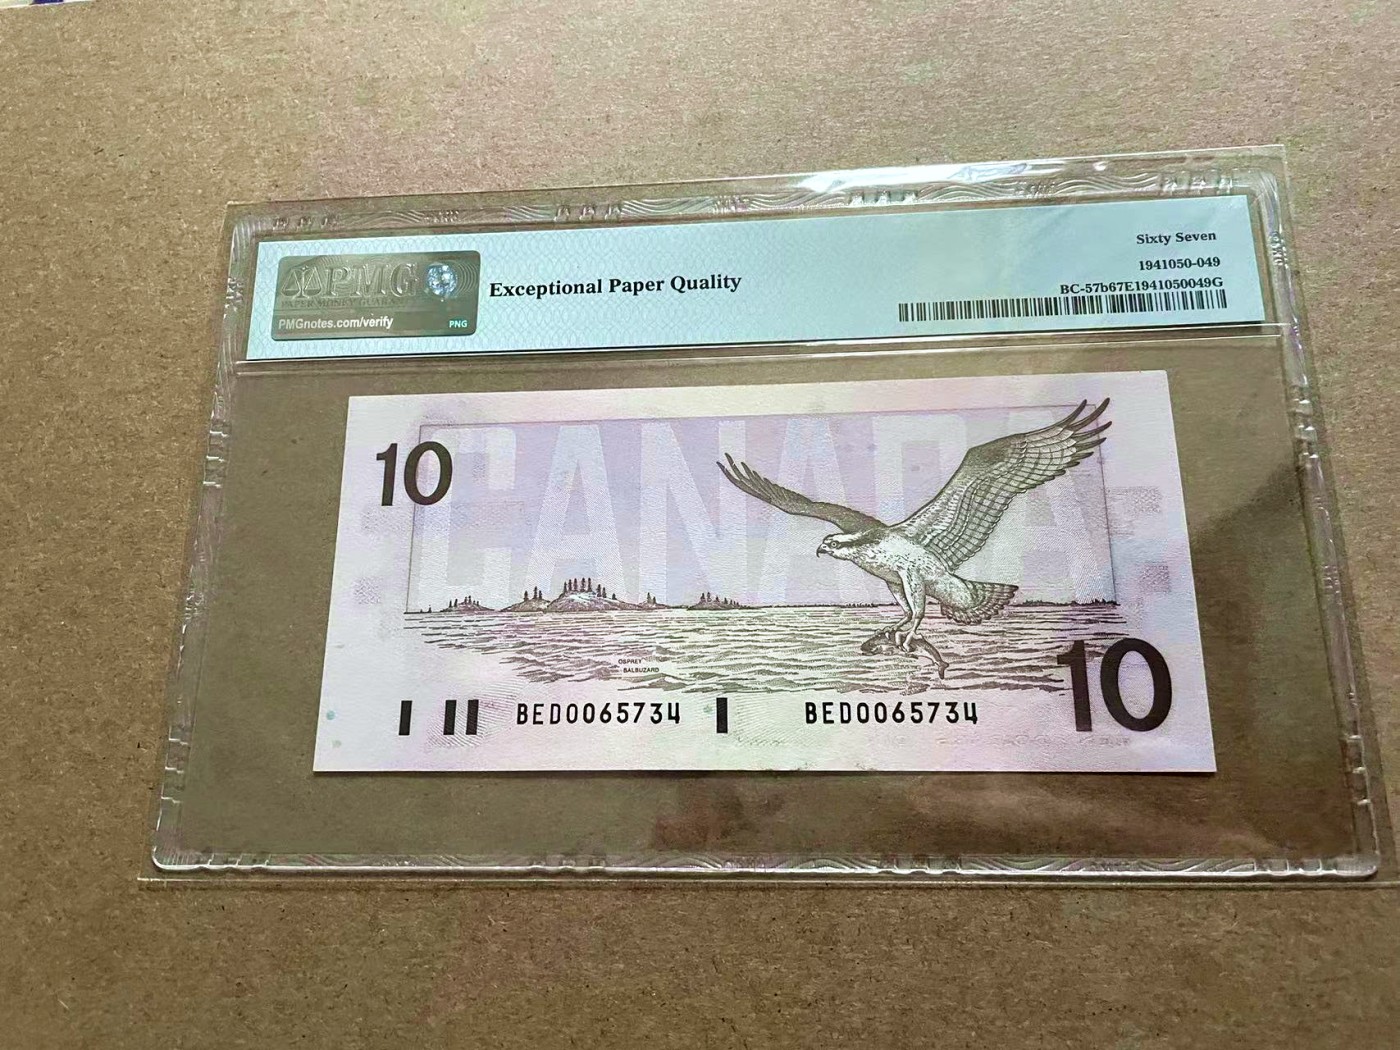 PMG
PAPER MONEY GUARANTY
PMGnotes.com/verify
PNG
Exceptional Paper Quality
Sixty Seven
1941050-049
BC-57b67E1941050049G
10
CANADA
OSPREY
BALBUZARD
10
BED0065734
BED0065734